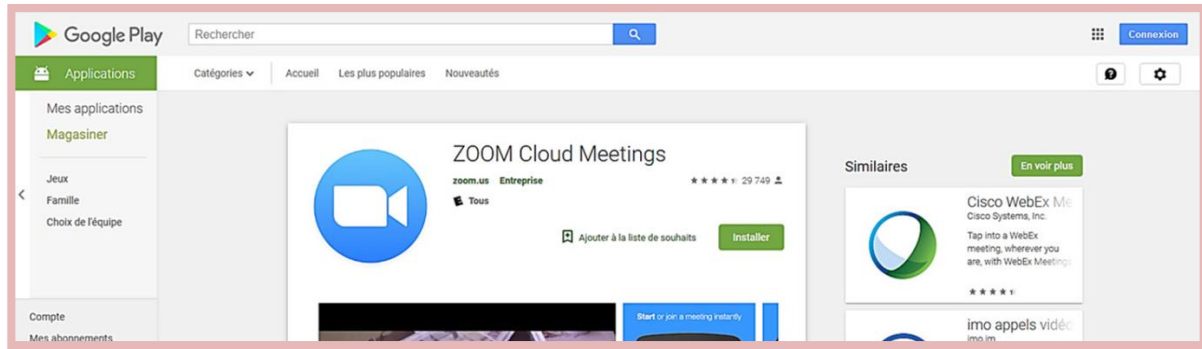 Google Play
Rechercher
Connexion
Applications
Catégories
Accueil
Les plus populaires
Nouveautés
Mes applications
Magasiner
Jeux
Famille
Choix de l'équipe
Compte
Mes abonnements
ZOOM Cloud Meetings
zoom.us Entreprise
29 749
Tous
Ajouter à la liste de souhaits
Installer
Start or join a meeting instantly
Similaires
En voir plus
Cisco WebEx Me
Cisco Systems, Inc.
Tap into a WebEx
meeting, wherever you
are, with WebEx Meetings
imo appels vidéo
imo.im